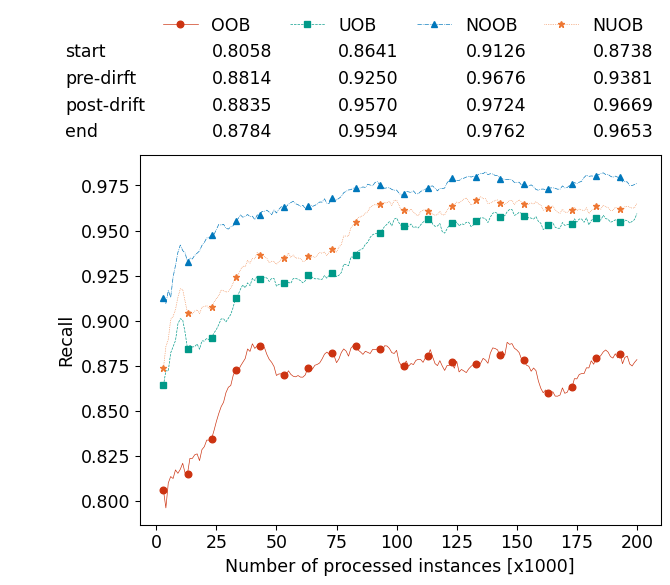 OOB UOB NOOB NUOB
start 0.8058 0.8641 0.9126 0.8738
pre-dirft 0.8814 0.9250 0.9676 0.9381
post-drift 0.8835 0.9570 0.9724 0.9669
end 0.8784 0.9594 0.9762 0.9653
0.975
0.950
0.925
0.900
0.875
0.850
0.825
0.800
Recall
0 25 50 75 100 125 150 175 200
Number of processed instances [x1000]